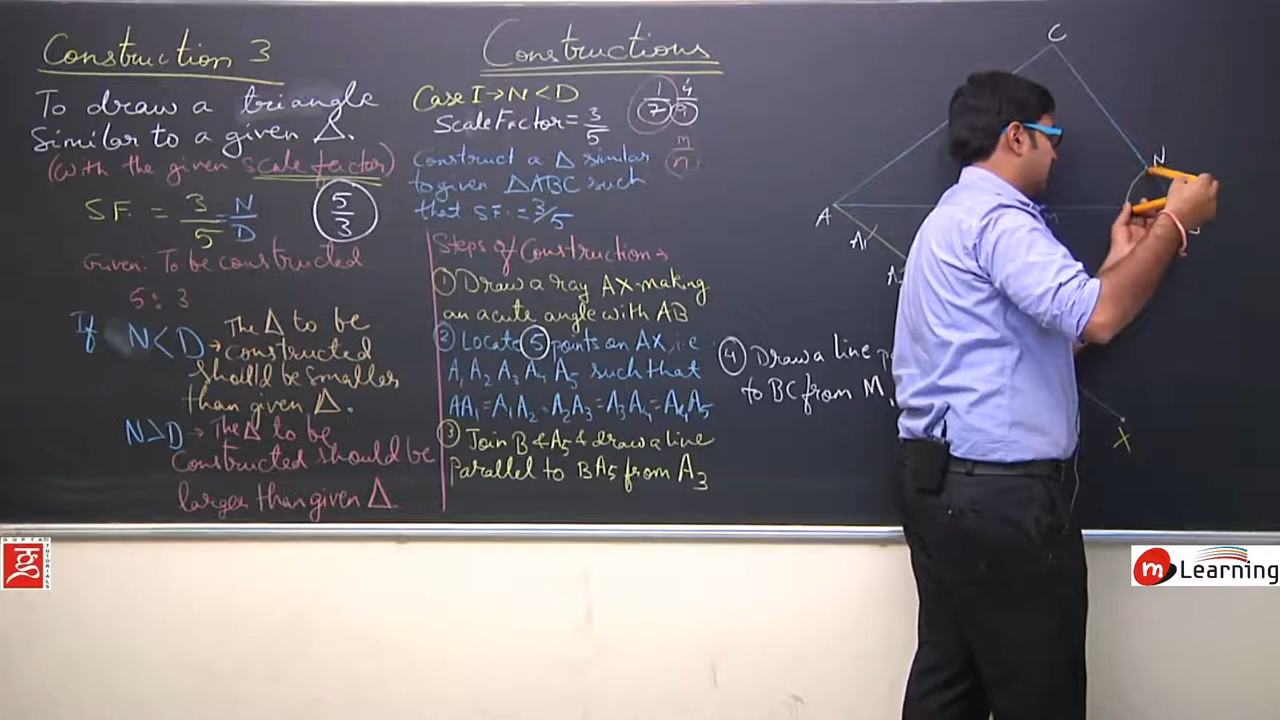 Construction 3
To draw a triangle
Similar to a given Δ.
(with the given scale factor)
S.F. = 3/5 = N/D
5/3
Given: To be constructed
5 : 3
If N<D → The Δ to be
constructed
should be smaller
than given Δ.
N>D → The Δ to be
Constructed should be
larger than given Δ
Constructions
Case I → N<D
Scale Factor = 3/5
1/7 4/9
m/n
Construct a Δ similar
to given ΔABC such
that SF. = 3/5
Steps of Construction:
① Draw a ray AX making
an acute angle with AB
② Locate 5 points on AX, i.e
A₁ A₂ A₃ A₄ A₅ such that
AA₁=A₁A₂=A₂A₃=A₃A₄=A₄A₅
③ Join B & A₅ & draw a line
parallel to BA₅ from A₃
④ Draw a line
to BC from M,
C
N
A
A₁
X
GUPTA TUTORIALS
m Learning